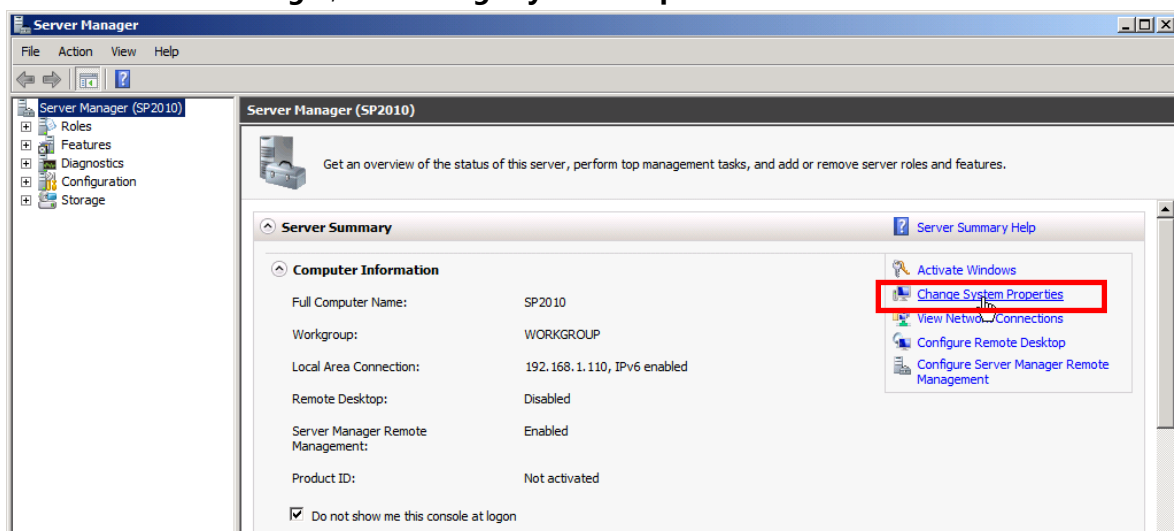 Server Manager
File Action View Help
Server Manager (SP2010)
Roles
Features
Diagnostics
Configuration
Storage
Server Manager (SP2010)
Get an overview of the status of this server, perform top management tasks, and add or remove server roles and features.
Server Summary
Server Summary Help
Computer Information
Full Computer Name: SP2010
Workgroup: WORKGROUP
Local Area Connection: 192.168.1.110, IPv6 enabled
Remote Desktop: Disabled
Server Manager Remote
Management: Enabled
Product ID: Not activated
Do not show me this console at logon
Activate Windows
Change System Properties
View Network Connections
Configure Remote Desktop
Configure Server Manager Remote
Management